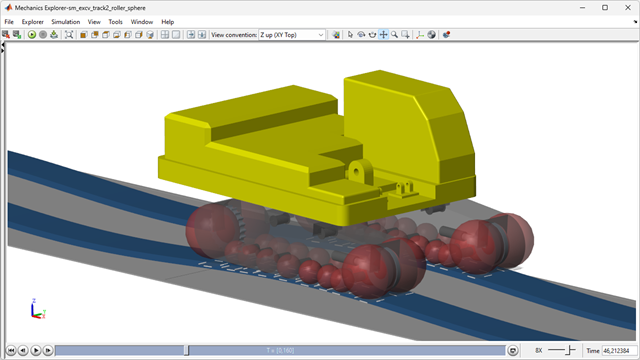 Mechanics Explorer-sm_excv_track2_roller_sphere
File Explorer Simulation View Tools Window Help
View convention: Z up (XY Top)
Z
X
T = [0,160]
8X
Time 46,212384